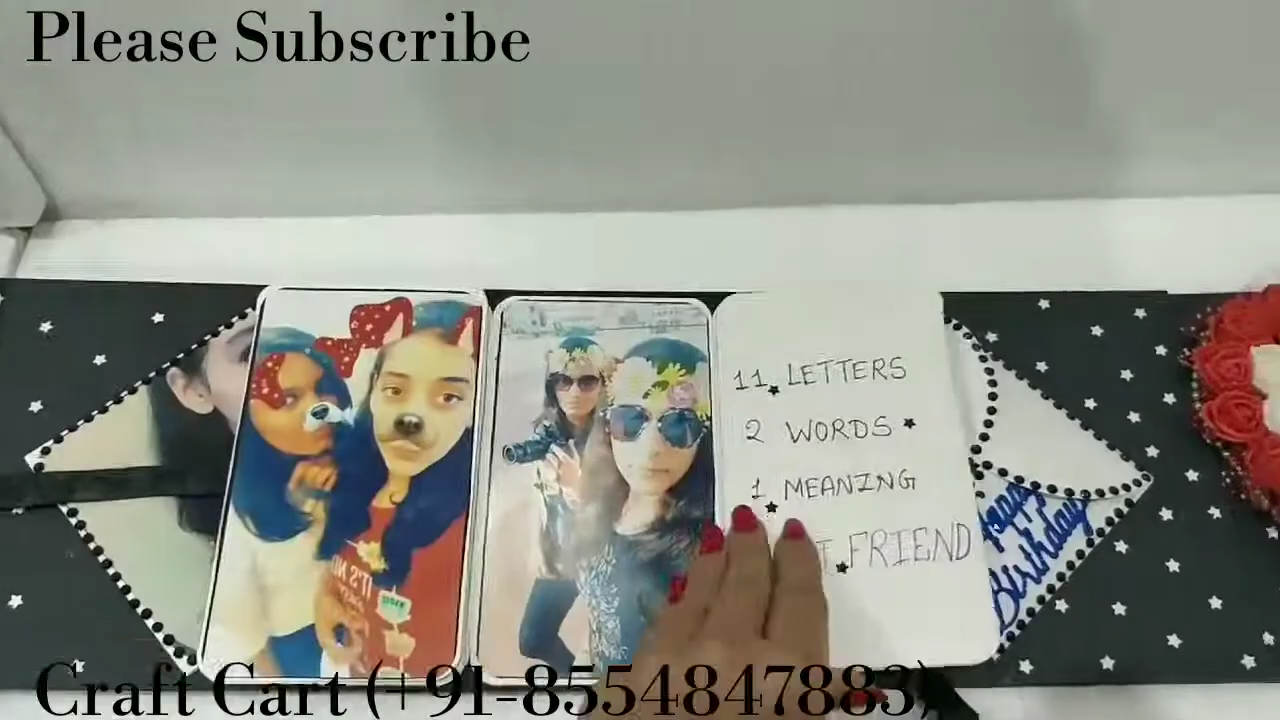 Please Subscribe
11 LETTERS
2 WORDS
1 MEANING
FRIEND
Happy
Birthday
Craft Cart (+91-8554847883)